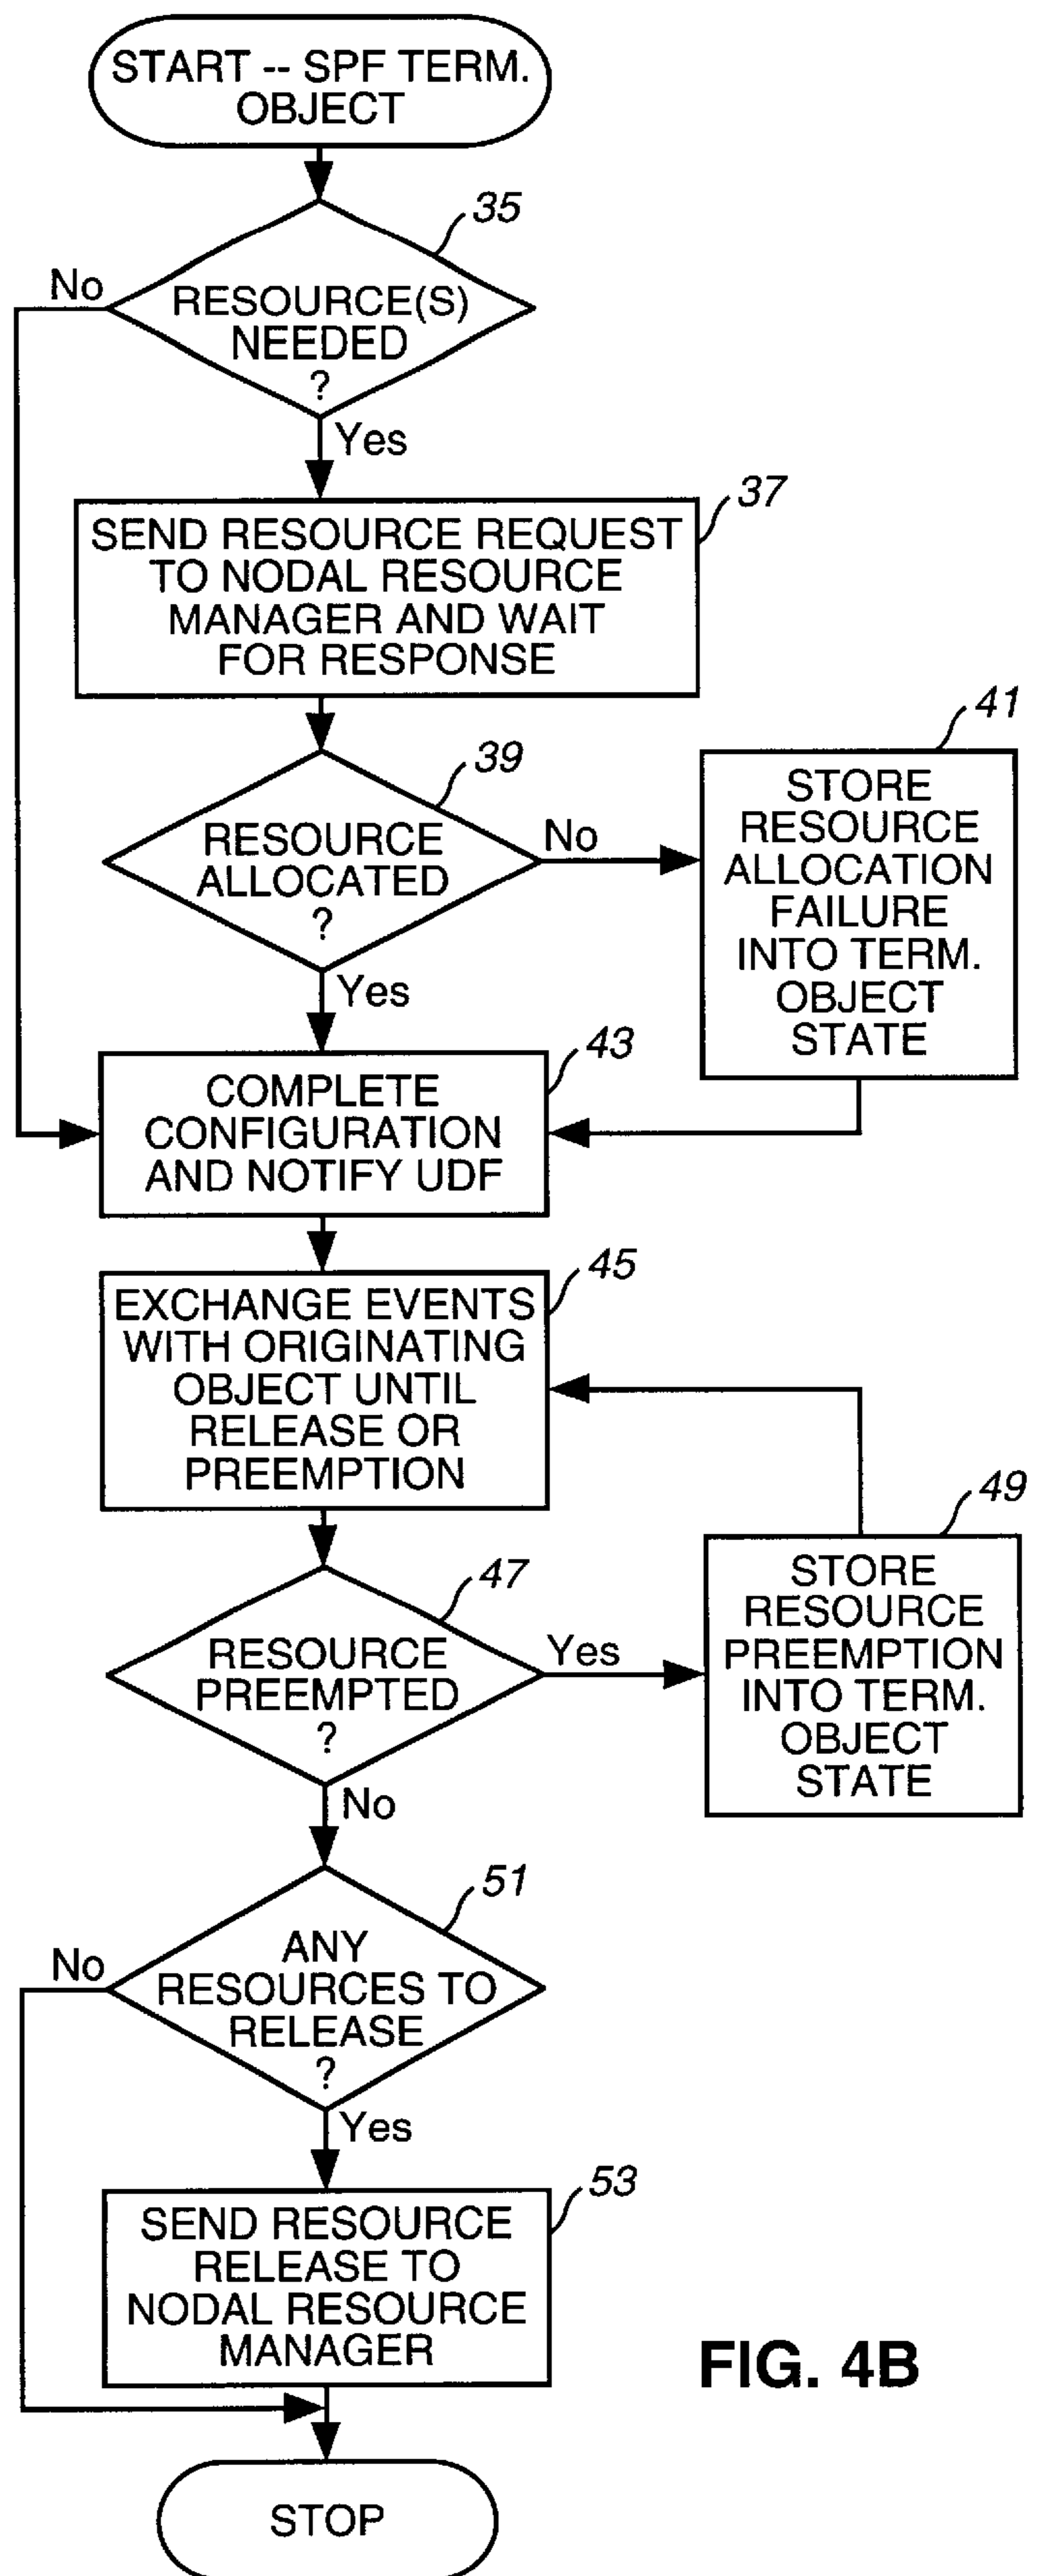 START -- SPF TERM.
OBJECT
35
No
RESOURCE(S)
NEEDED
?
Yes
37
SEND RESOURCE REQUEST
TO NODAL RESOURCE
MANAGER AND WAIT
FOR RESPONSE
39
RESOURCE
ALLOCATED
?
No
41
STORE
RESOURCE
ALLOCATION
FAILURE
INTO TERM.
OBJECT
STATE
Yes
43
COMPLETE
CONFIGURATION
AND NOTIFY UDF
45
EXCHANGE EVENTS
WITH ORIGINATING
OBJECT UNTIL
RELEASE OR
PREEMPTION
47
RESOURCE
PREEMPTED
?
Yes
49
STORE
RESOURCE
PREEMPTION
INTO TERM.
OBJECT
STATE
No
51
No
ANY
RESOURCES TO
RELEASE
?
Yes
53
SEND RESOURCE
RELEASE TO
NODAL RESOURCE
MANAGER
FIG. 4B
STOP